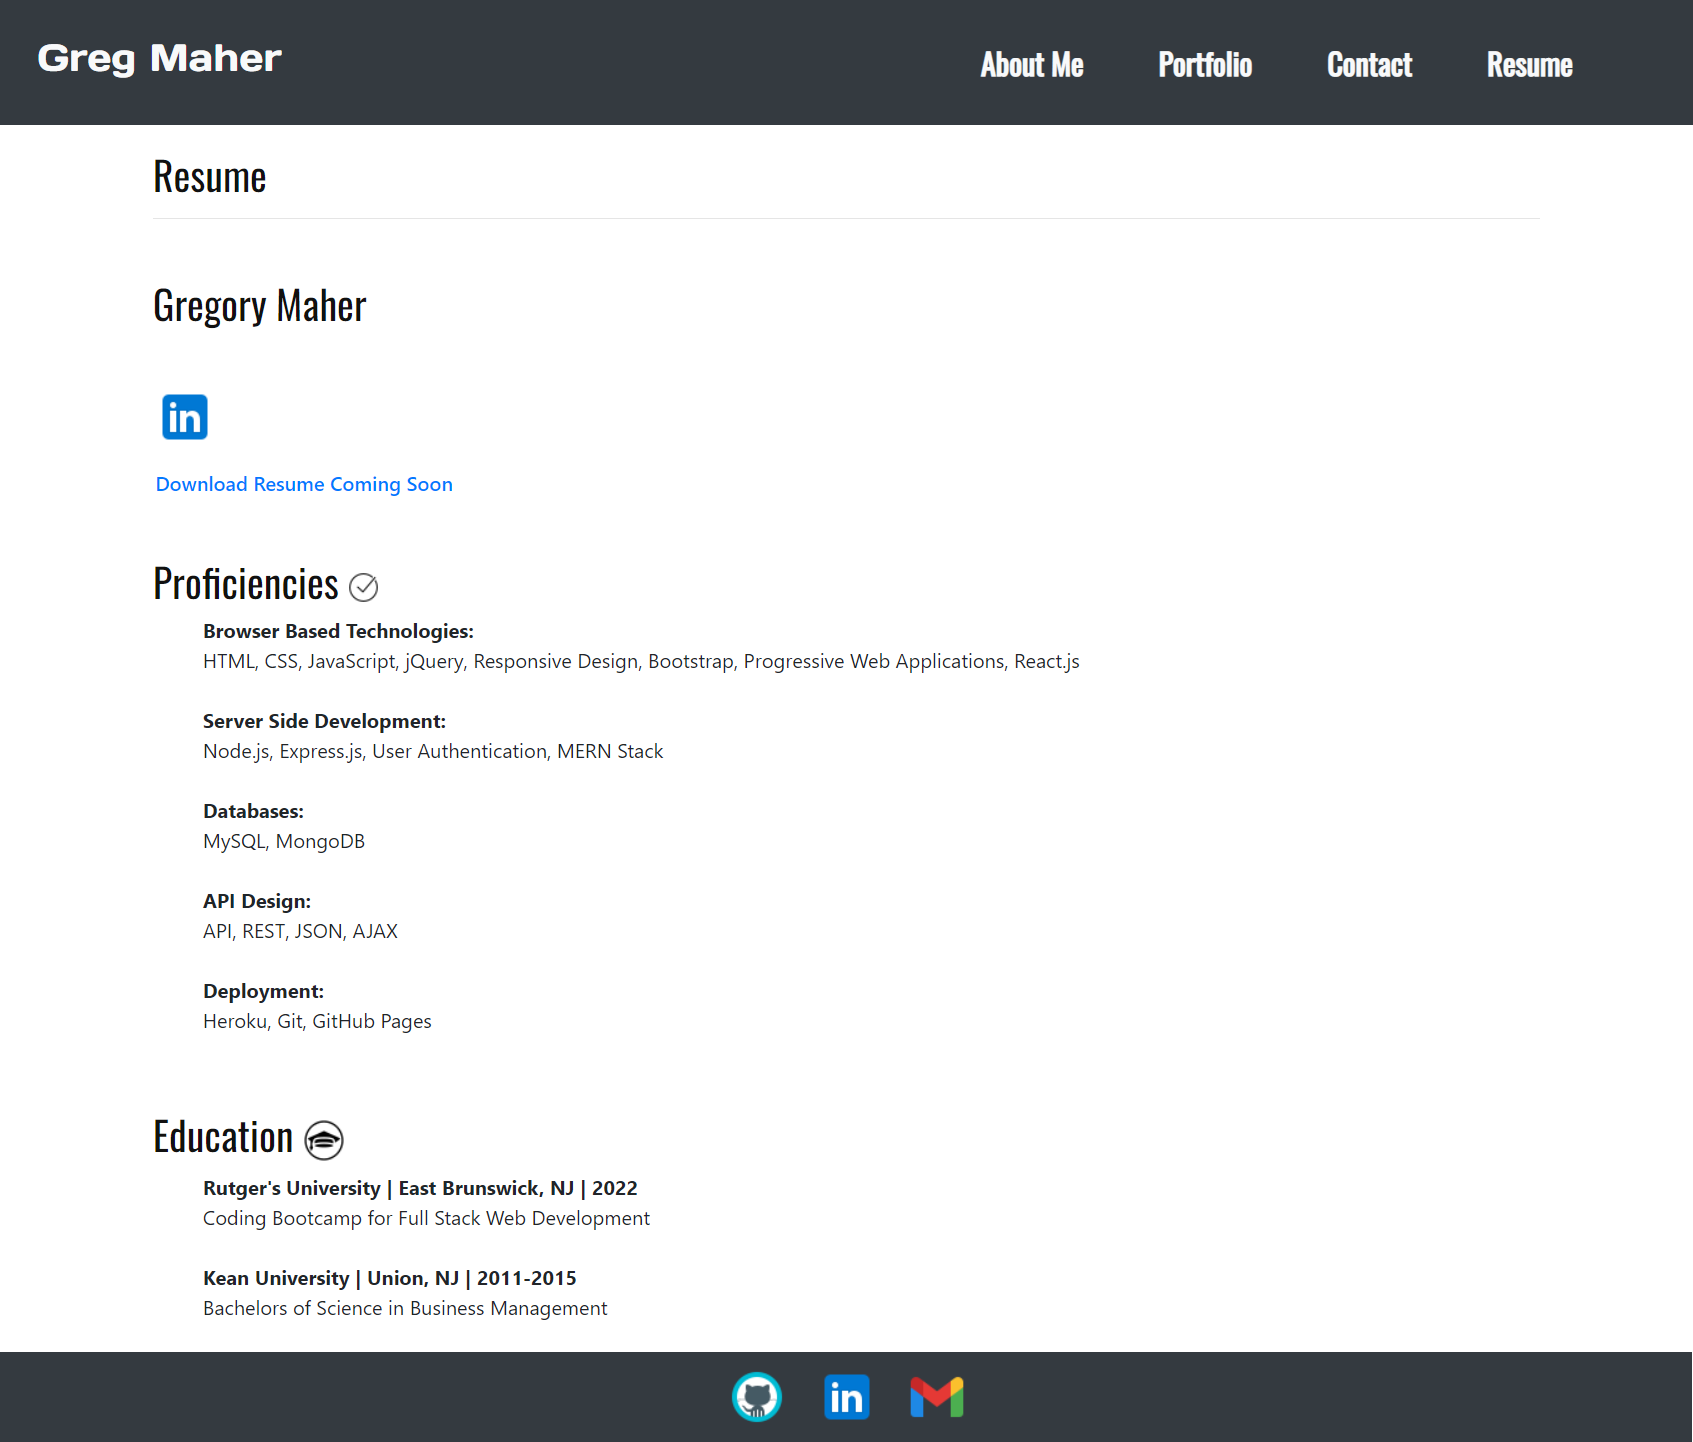 Greg Maher
About Me Portfolio Contact Resume
Resume
Gregory Maher
in
Download Resume Coming Soon
Proficiencies
Browser Based Technologies:
HTML, CSS, JavaScript, jQuery, Responsive Design, Bootstrap, Progressive Web Applications, React.js
Server Side Development:
Node.js, Express.js, User Authentication, MERN Stack
Databases:
MySQL, MongoDB
API Design:
API, REST, JSON, AJAX
Deployment:
Heroku, Git, GitHub Pages
Education
Rutger's University | East Brunswick, NJ | 2022
Coding Bootcamp for Full Stack Web Development
Kean University | Union, NJ | 2011-2015
Bachelors of Science in Business Management
in